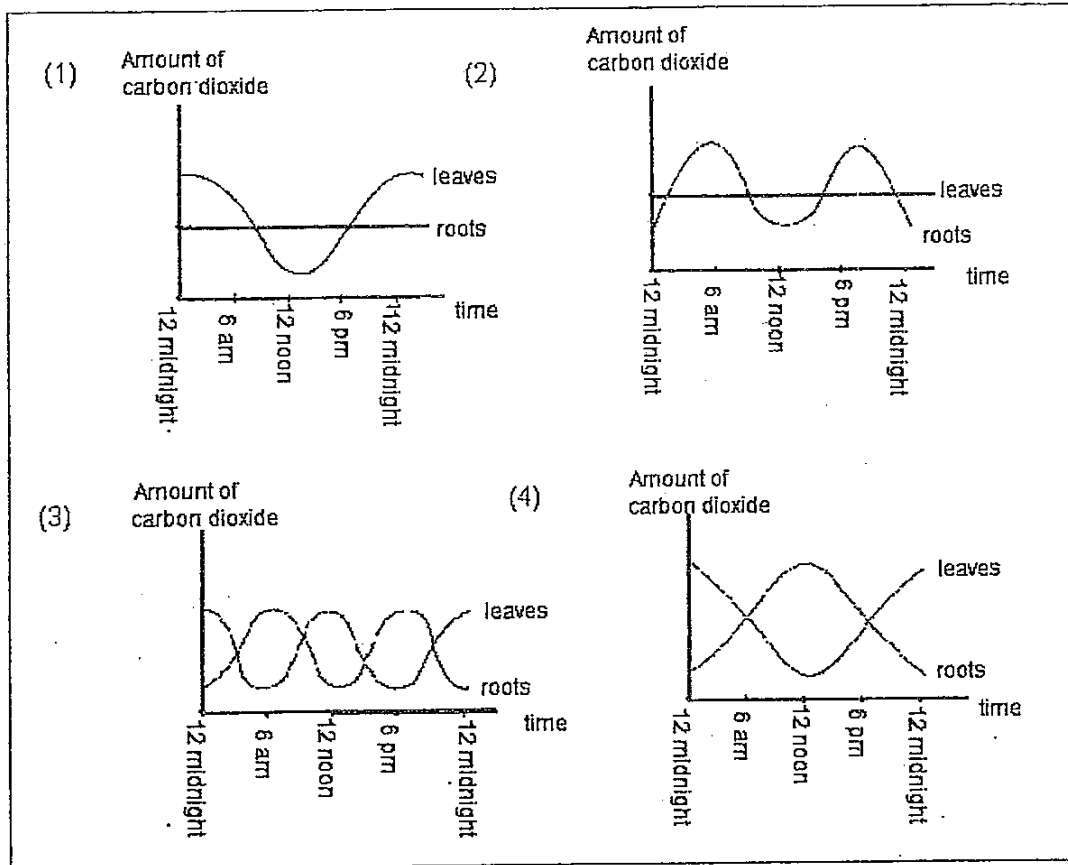 (1)
Amount of
carbon dioxide
leaves
roots
time
12 midnight
6 am
12 noon
6 pm
12 midnight
(2)
Amount of
carbon dioxide
leaves
roots
time
12 midnight
6 am
12 noon
6 pm
12 midnight
(3)
Amount of
carbon dioxide
leaves
roots
time
12 midnight
6 am
12 noon
6 pm
12 midnight
(4)
Amount of
carbon dioxide
leaves
roots
time
12 midnight
6 am
12 noon
6 pm
12 midnight